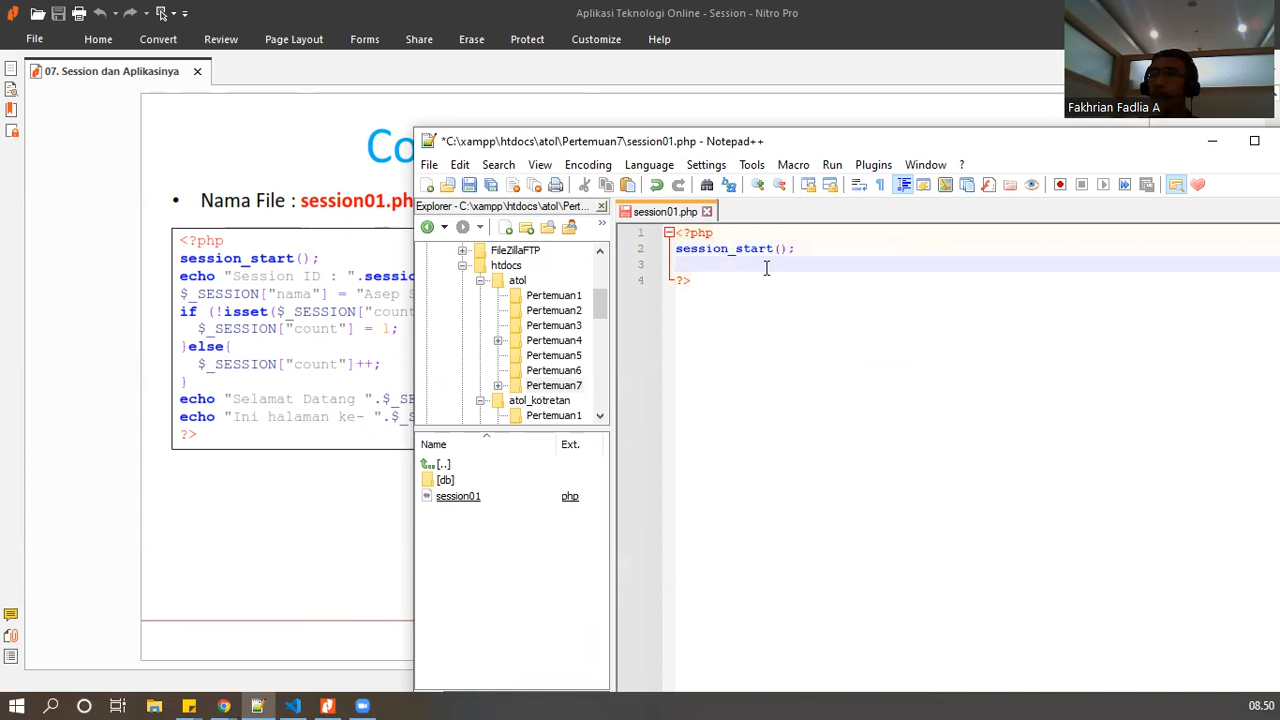 Aplikasi Teknologi Online - Session - Nitro Pro
File Home Convert Review Page Layout Forms Share Erase Protect Customize Help
07. Session dan Aplikasinya
Fakhrian Fadlia A
Co
• Nama File : session01.ph
<?php
session_start();
echo "Session ID : ".sessio
$_SESSION["nama"] = "Asep S
if (!isset($_SESSION["count
$_SESSION["count"] = 1;
}else{
$_SESSION["count"]++;
}
echo "Selamat Datang ".$_SE
echo "Ini halaman ke- ".$_S
?>
*C:\xampp\htdocs\atol\Pertemuan7\session01.php - Notepad++
File Edit Search View Encoding Language Settings Tools Macro Run Plugins Window ?
Explorer - C:\xampp\htdocs\atol\Pert...
FileZillaFTP
htdocs
atol
Pertemuan1
Pertemuan2
Pertemuan3
Pertemuan4
Pertemuan5
Pertemuan6
Pertemuan7
atol_kotretan
Pertemuan1
Name Ext.
[..]
[db]
session01 php
session01.php
1 <?php
2 session_start();
3
4 ?>
08.50